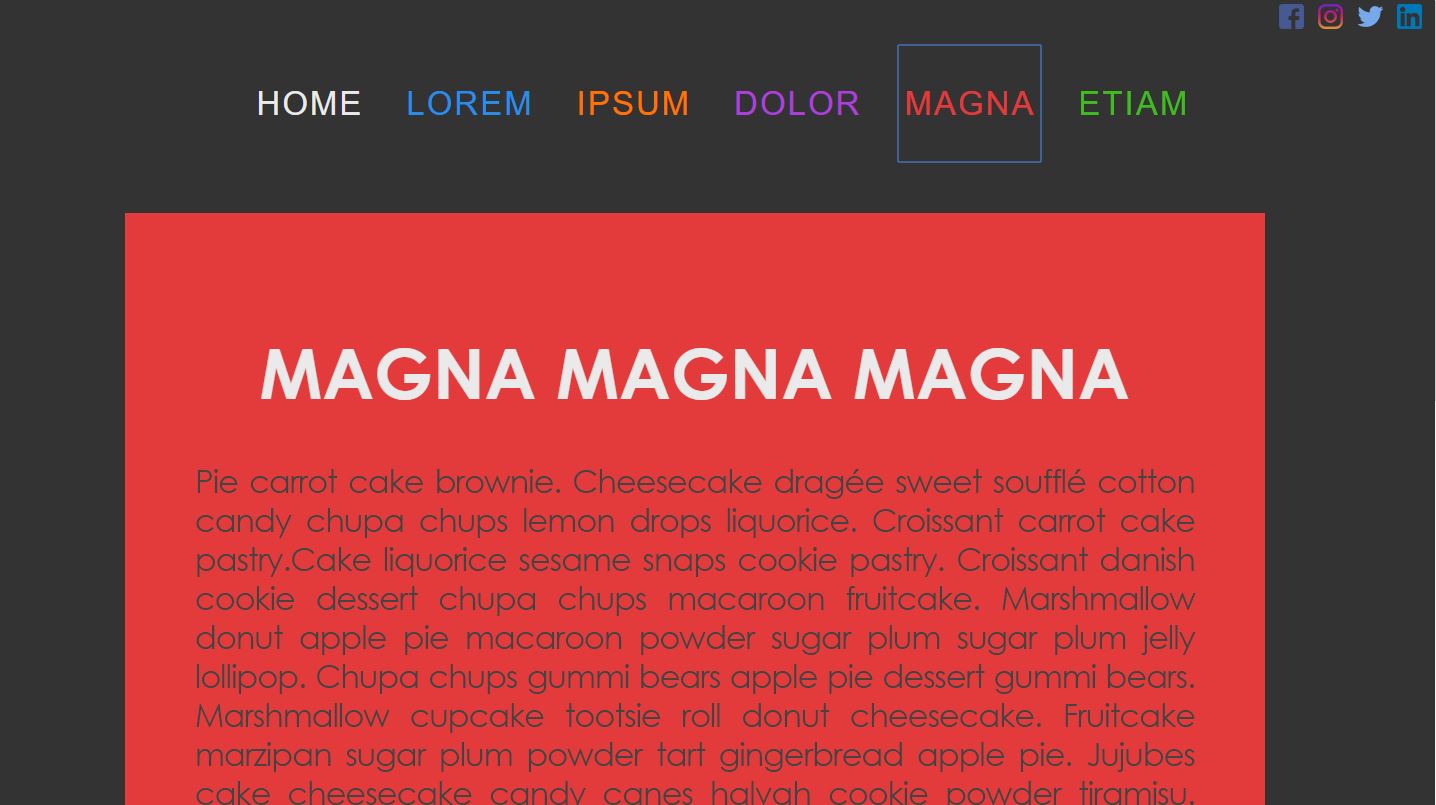 HOME LOREM IPSUM DOLOR MAGNA ETIAM
MAGNA MAGNA MAGNA
Pie carrot cake brownie. Cheesecake dragée sweet soufflé cotton
candy chupa chups lemon drops liquorice. Croissant carrot cake
pastry.Cake liquorice sesame snaps cookie pastry. Croissant danish
cookie dessert chupa chups macaroon fruitcake. Marshmallow
donut apple pie macaroon powder sugar plum sugar plum jelly
lollipop. Chupa chups gummi bears apple pie dessert gummi bears.
Marshmallow cupcake tootsie roll donut cheesecake. Fruitcake
marzipan sugar plum powder tart gingerbread apple pie. Jujubes
cake cheesecake candy canes halvah cookie powder tiramisu.